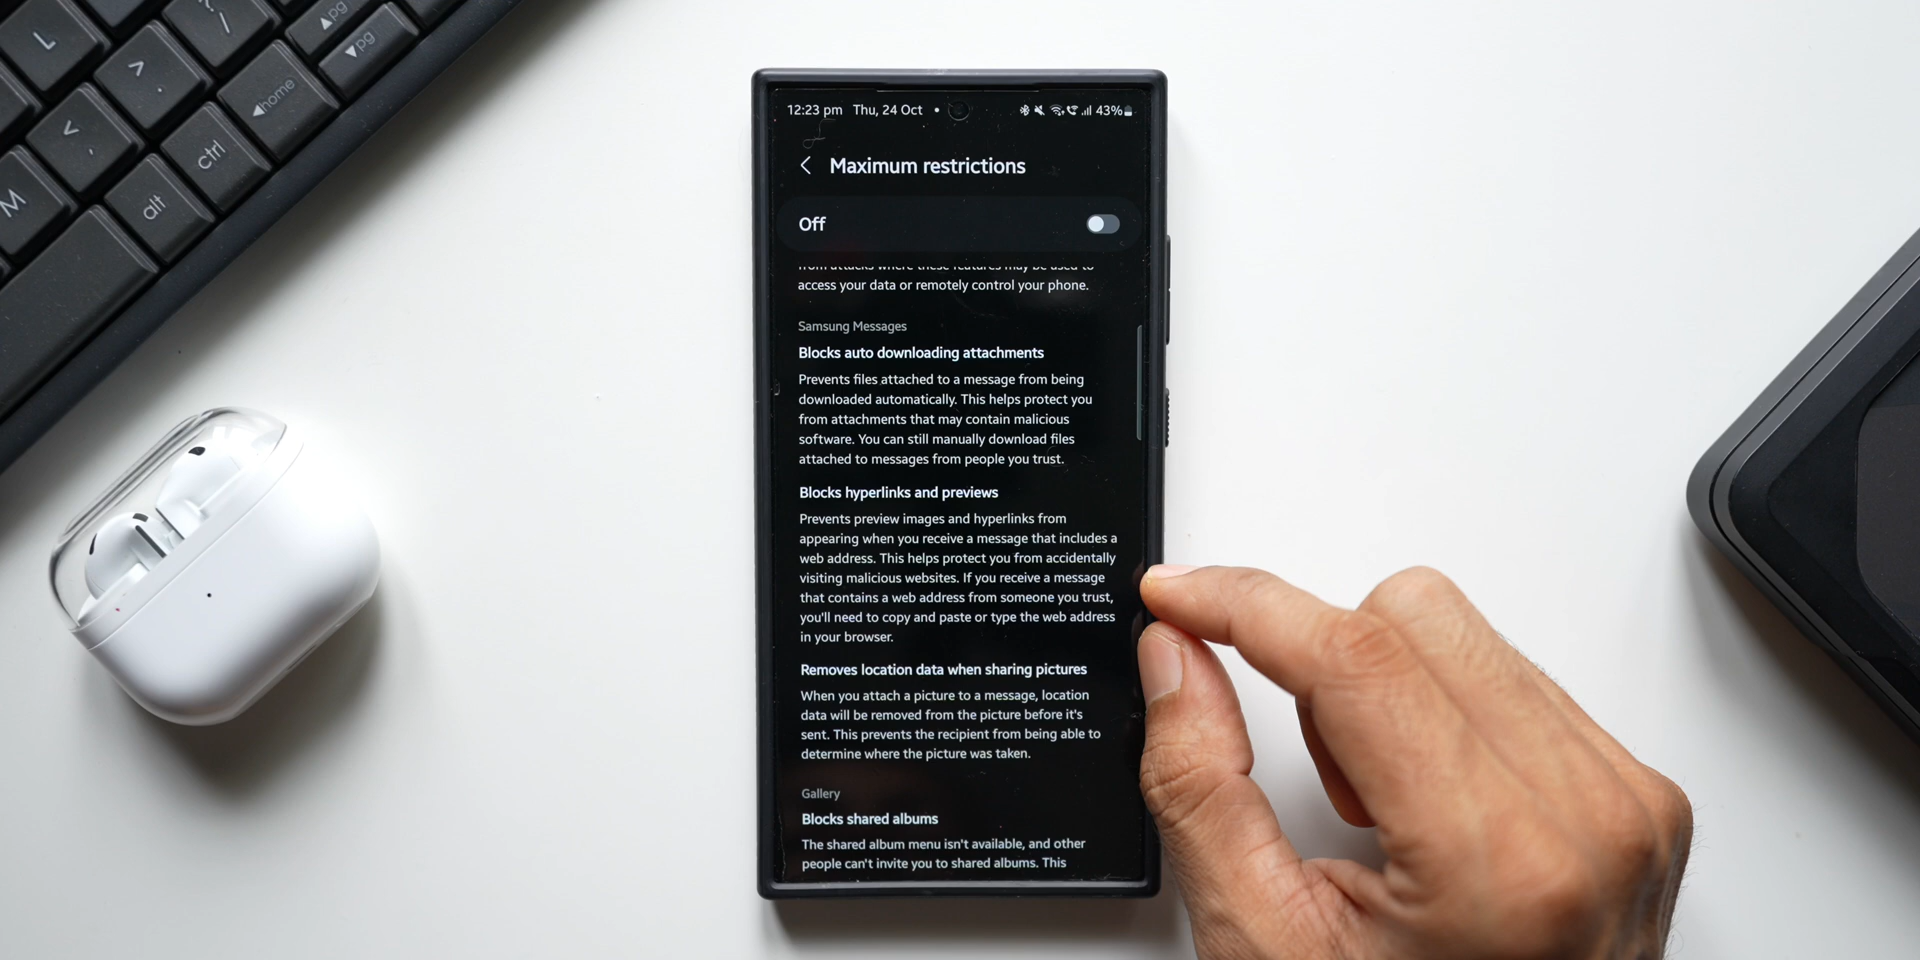 L
?
/
▲pg
▼pg
>
.
◀home
<
,
ctrl
M
alt
12:23 pm Thu, 24 Oct • 43%
Maximum restrictions
Off
from attacks where these features may be used to
access your data or remotely control your phone.
Samsung Messages
Blocks auto downloading attachments
Prevents files attached to a message from being
downloaded automatically. This helps protect you
from attachments that may contain malicious
software. You can still manually download files
attached to messages from people you trust.
Blocks hyperlinks and previews
Prevents preview images and hyperlinks from
appearing when you receive a message that includes a
web address. This helps protect you from accidentally
visiting malicious websites. If you receive a message
that contains a web address from someone you trust,
you'll need to copy and paste or type the web address
in your browser.
Removes location data when sharing pictures
When you attach a picture to a message, location
data will be removed from the picture before it's
sent. This prevents the recipient from being able to
determine where the picture was taken.
Gallery
Blocks shared albums
The shared album menu isn't available, and other
people can't invite you to shared albums. This